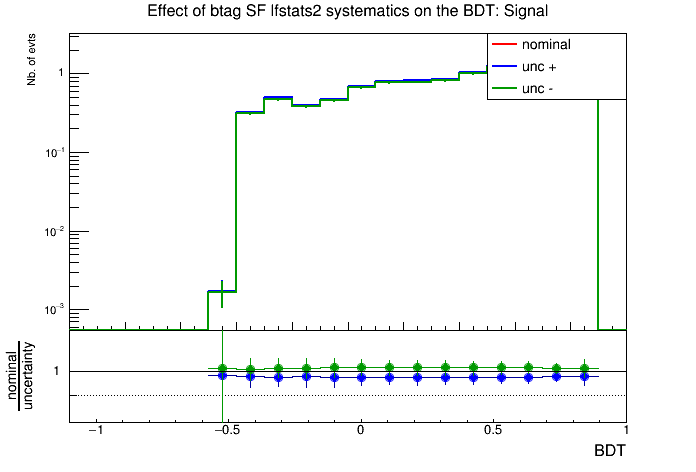 Effect of btag SF lfstats2 systematics on the BDT: Signal
Nb. of evts
nominal
unc +
unc -
1
10⁻¹
10⁻²
10⁻³
nominal
uncertainty
1
−1
−0.5
0
0.5
1
BDT